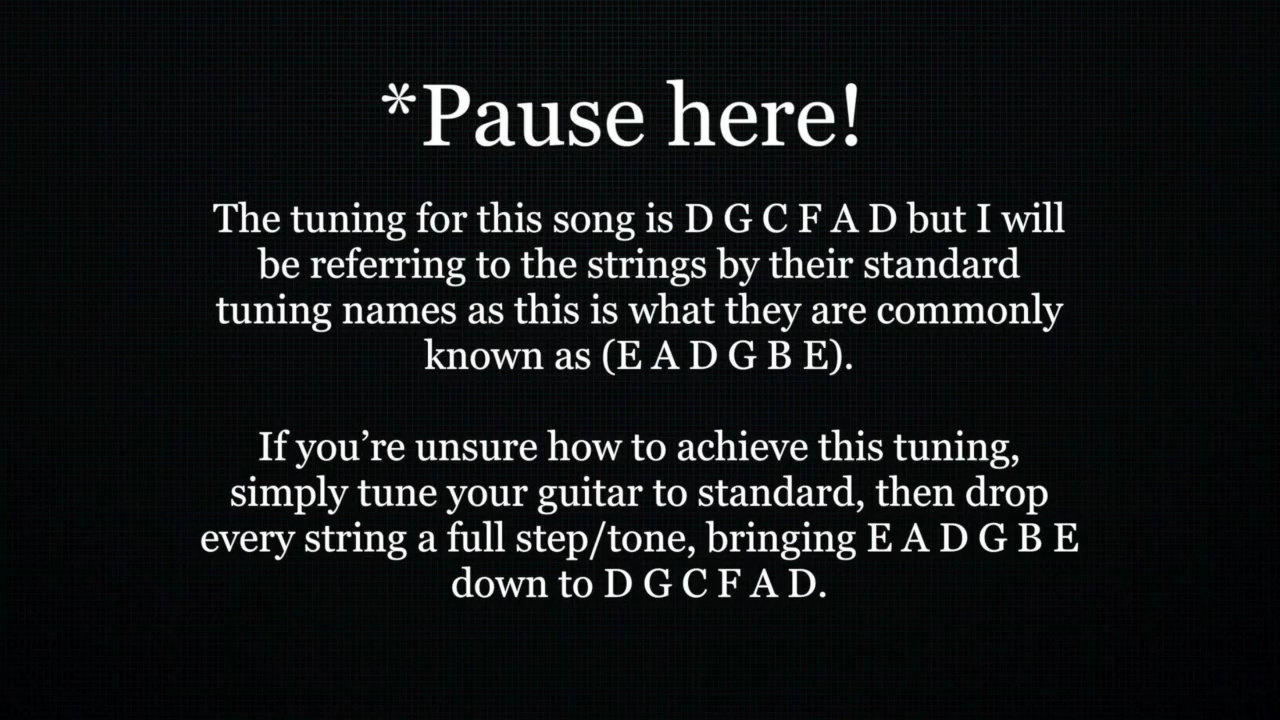 *Pause here!
The tuning for this song is D G C F A D but I will
be referring to the strings by their standard
tuning names as this is what they are commonly
known as (E A D G B E).
If you’re unsure how to achieve this tuning,
simply tune your guitar to standard, then drop
every string a full step/tone, bringing E A D G B E
down to D G C F A D.